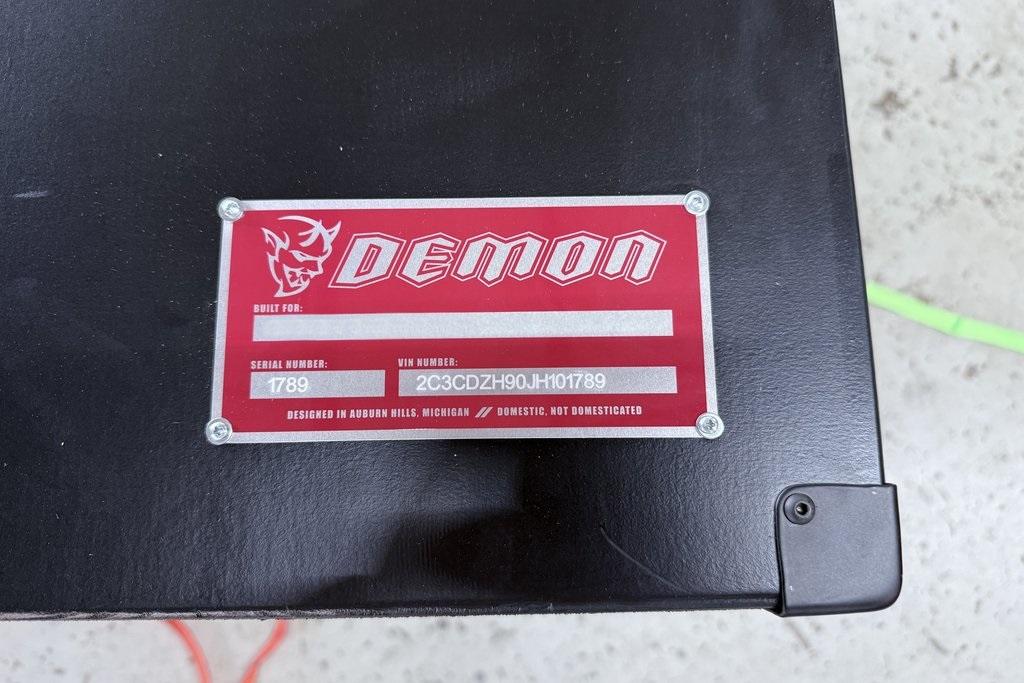 DEMON
BUILT FOR:
SERIAL NUMBER:
1789
VIN NUMBER:
2C3CDZH90JH101789
DESIGNED IN AUBURN HILLS, MICHIGAN // DOMESTIC, NOT DOMESTICATED